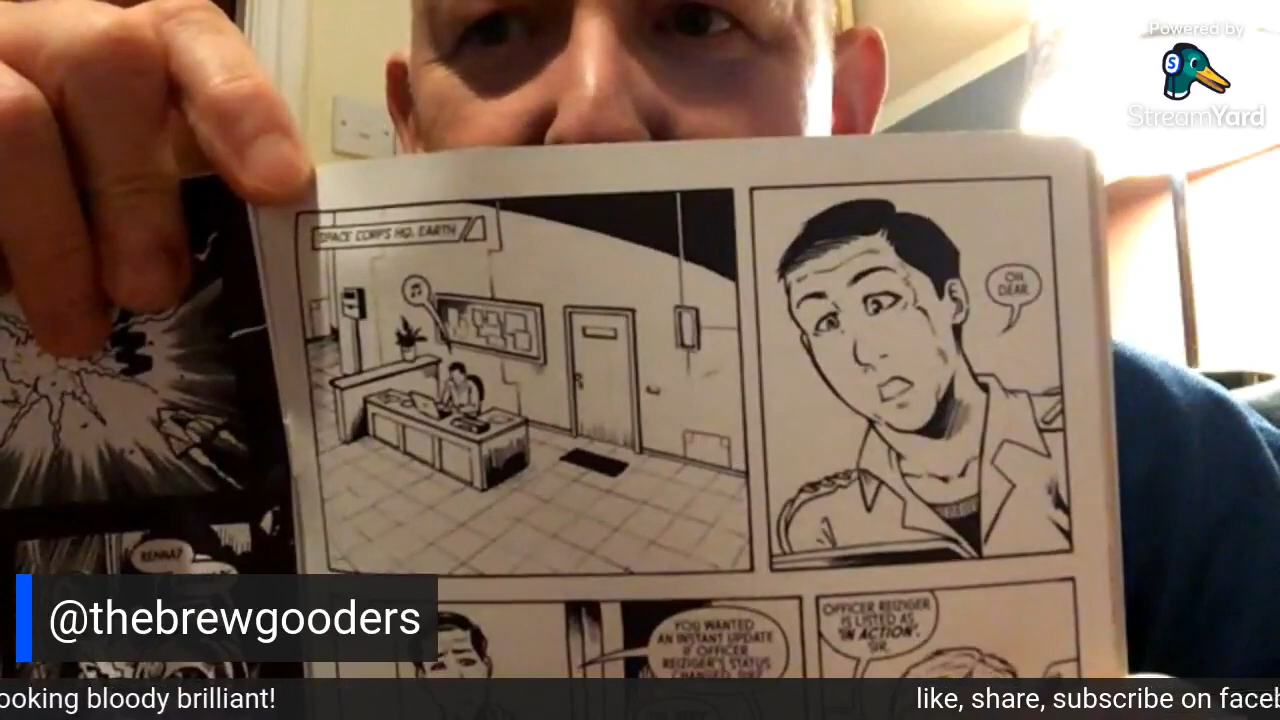 Powered by
StreamYard
SPACE CORPS HQ. EARTH
OH
DEAR.
RENNA?
YOU WANTED
AN INSTANT UPDATE
IF OFFICER
REIZIGER'S STATUS
OFFICER REIZIGER
IS LISTED AS
'IN ACTION',
SIR.
@thebrewgooders
ooking bloody brilliant!
like, share, subscribe on faceb